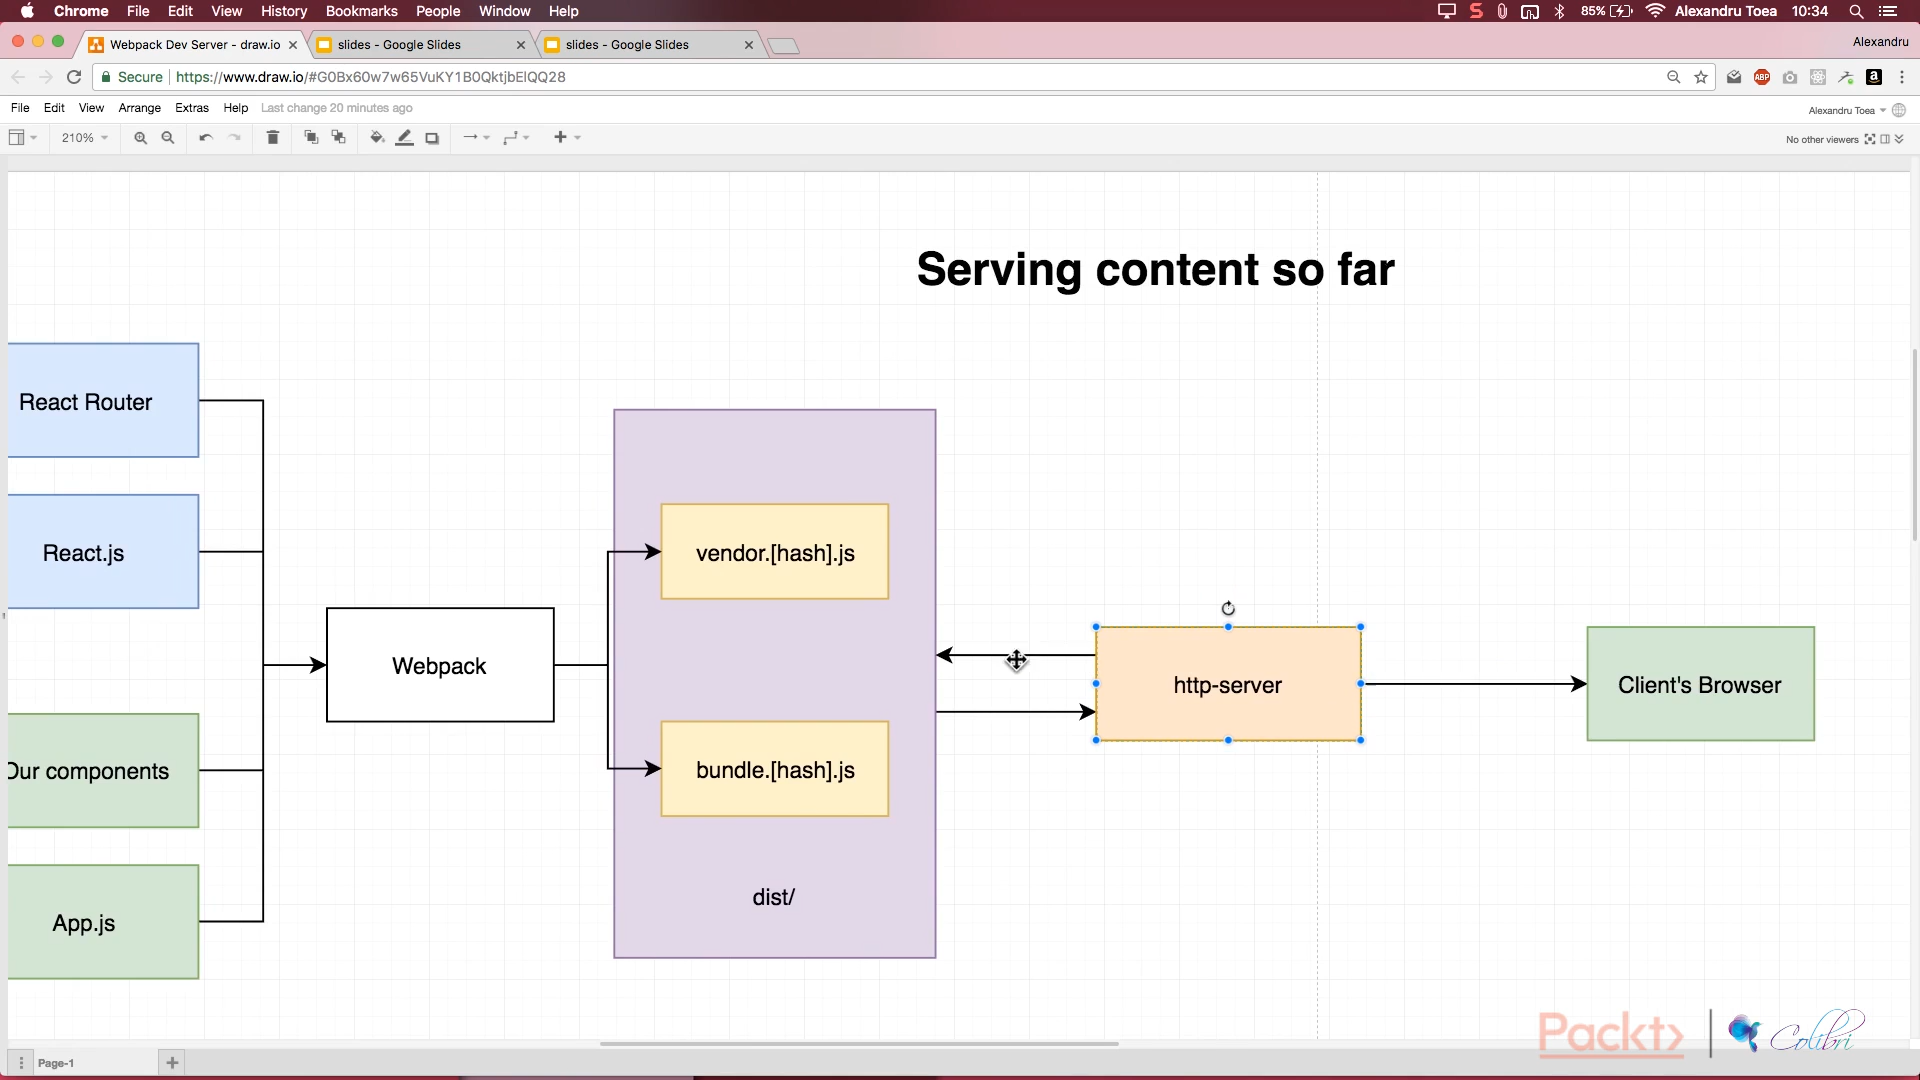 Chrome File Edit View History Bookmarks People Window Help 85% Alexandru Toea 10:34
Webpack Dev Server - draw.io slides - Google Slides slides - Google Slides Alexandru
Secure https://www.draw.io/#G0Bx60w7w65VuKY1B0QktjbElQQ28 ABP
File Edit View Arrange Extras Help Last change 20 minutes ago Alexandru Toea
210% No other viewers
Serving content so far
React Router
React.js
vendor.[hash].js
Webpack
http-server
Client's Browser
Our components
bundle.[hash].js
dist/
App.js
Packt
Colibri
Page-1